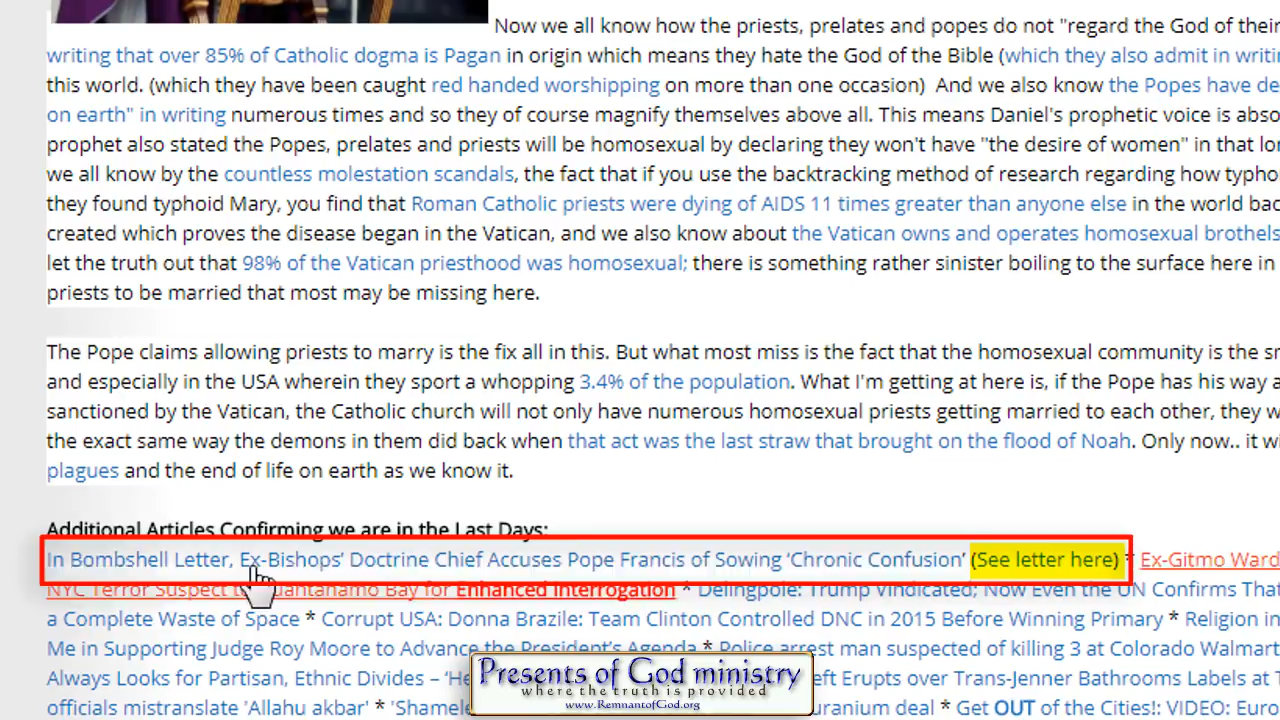 Now we all know how the priests, prelates and popes do not "regard the God of their
writing that over 85% of Catholic dogma is Pagan in origin which means they hate the God of the Bible (which they also admit in
this world. (which they have been caught red handed worshipping on more than one occasion)  And we also know the Popes have
on earth" in writing numerous times and so they of course magnify themselves above all. This means Daniel's prophetic voice is
prophet also stated the Popes, prelates and priests will be homosexual by declaring they won't have "the desire of women" in that
we all know by the countless molestation scandals, the fact that if you use the backtracking method of research regarding how
they found typhoid Mary, you find that Roman Catholic priests were dying of AIDS 11 times greater than anyone else in the world
created which proves the disease began in the Vatican, and we also know about the Vatican owns and operates homosexual brothels
let the truth out that 98% of the Vatican priesthood was homosexual; there is something rather sinister boiling to the surface here in
priests to be married that most may be missing here.
The Pope claims allowing priests to marry is the fix all in this. But what most miss is the fact that the homosexual community is the
and especially in the USA wherein they sport a whopping 3.4% of the population. What I'm getting at here is, if the Pope has his way
sanctioned by the Vatican, the Catholic church will not only have numerous homosexual priests getting married to each other, they
the exact same way the demons in them did back when that act was the last straw that brought on the flood of Noah. Only now.. it
plagues and the end of life on earth as we know it.
Additional Articles Confirming we are in the Last Days:
In Bombshell Letter, Ex-Bishops' Doctrine Chief Accuses Pope Francis of Sowing 'Chronic Confusion' (See letter here) * Ex-Gitmo Ward
NYC Terror Suspect Guantanamo Bay for Enhanced Interrogation * Delingpole: Trump Vindicated; Now Even the UN Confirms
a Complete Waste of Space * Corrupt USA: Donna Brazile: Team Clinton Controlled DNC in 2015 Before Winning Primary * Religion
Me in Supporting Judge Roy Moore to Advance the President's Agenda * Police arrest man suspected of killing 3 at Colorado Walmart
Always Looks for Partisan, Ethnic Divides – Erupts over Trans-Jenner Bathrooms Labels at
officials mistranslate 'Allahu akbar' * uranium deal * Get OUT of the Cities!: VIDEO:
Presents of God ministry
where the truth is provided
www.RemnantofGod.org